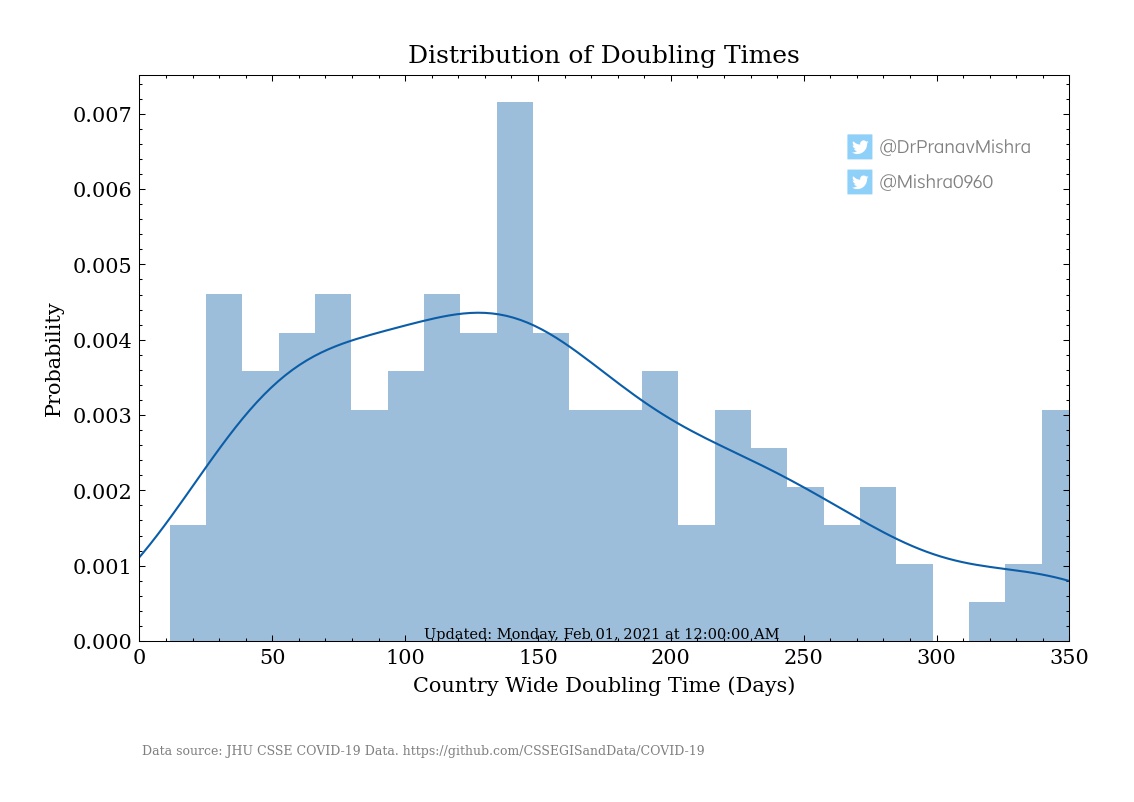 Distribution of Doubling Times
0.007
0.006
0.005
0.004
0.003
0.002
0.001
0.000
Probability
@DrPranavMishra
@Mishra0960
Updated: Monday, Feb 01, 2021 at 12:00:00 AM
0 50 100 150 200 250 300 350
Country Wide Doubling Time (Days)
Data source: JHU CSSE COVID-19 Data. https://github.com/CSSEGISandData/COVID-19